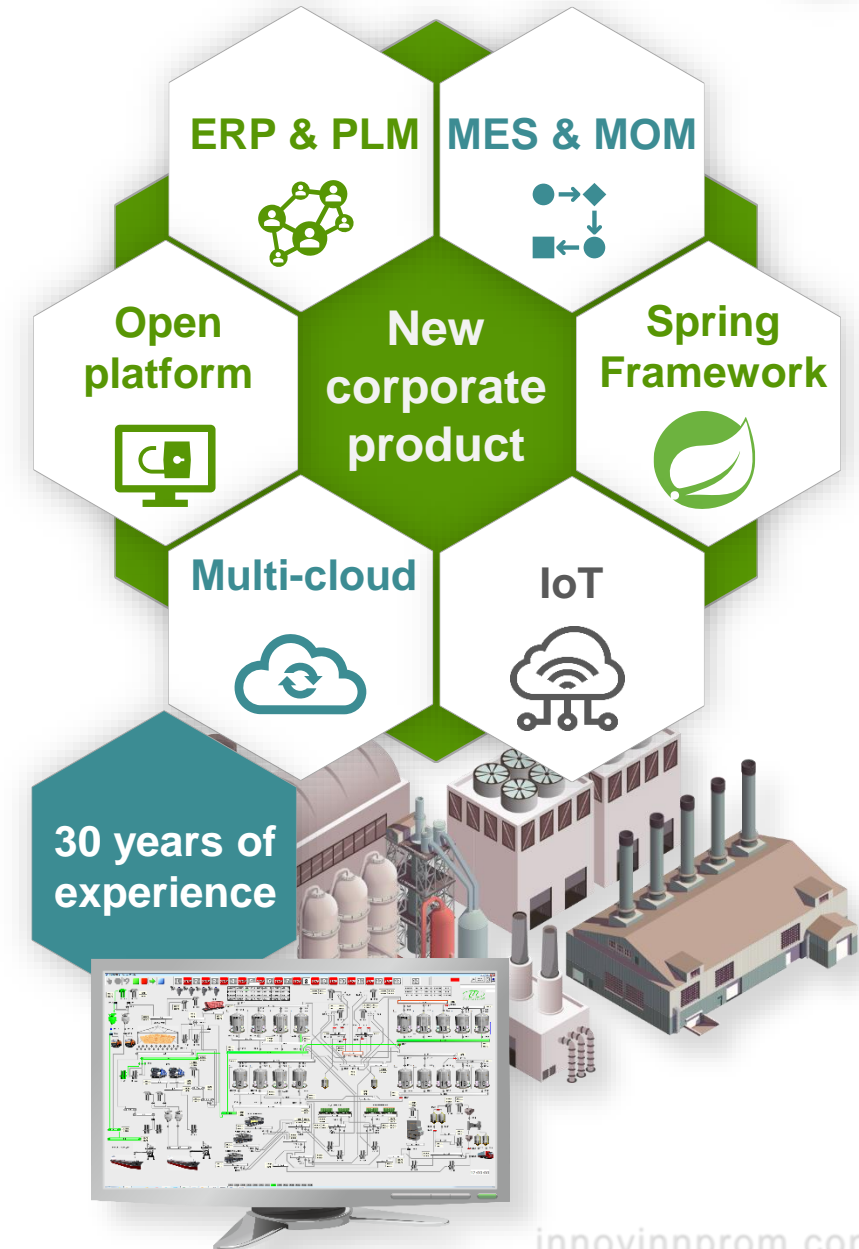 ERP & PLM
MES & MOM
Open
platform
New
corporate
product
Spring
Framework
Multi-cloud
IoT
30 years of
experience